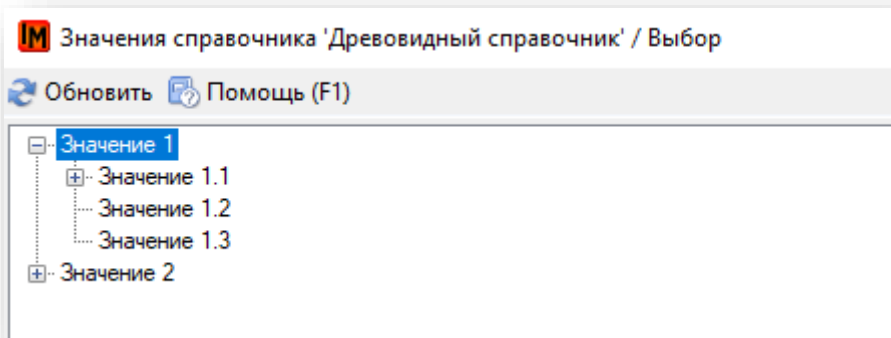 IM Значения справочника 'Древовидный справочник' / Выбор
Обновить Помощь (F1)
Значение 1
Значение 1.1
Значение 1.2
Значение 1.3
Значение 2